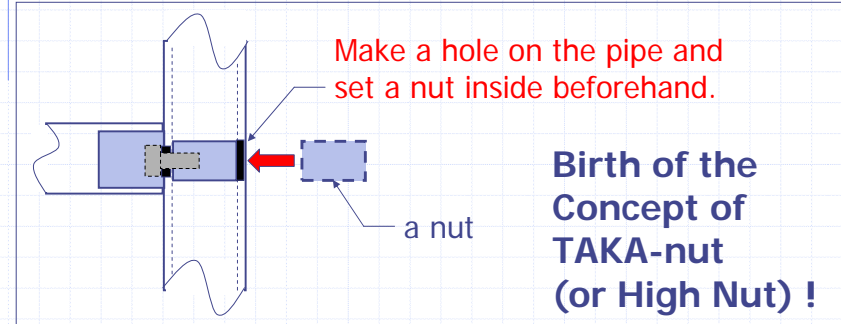 Make a hole on the pipe and
set a nut inside beforehand.
a nut
Birth of the
Concept of
TAKA-nut
(or High Nut) !